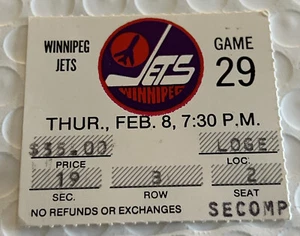 WINNIPEG
JETS
JETS
WINNIPEG
GAME
29
THUR., FEB. 8, 7:30 P.M.
$35.00 LOGE
PRICE LOC.
19 3 2
SEC. ROW SEAT
NO REFUNDS OR EXCHANGES SECOMP